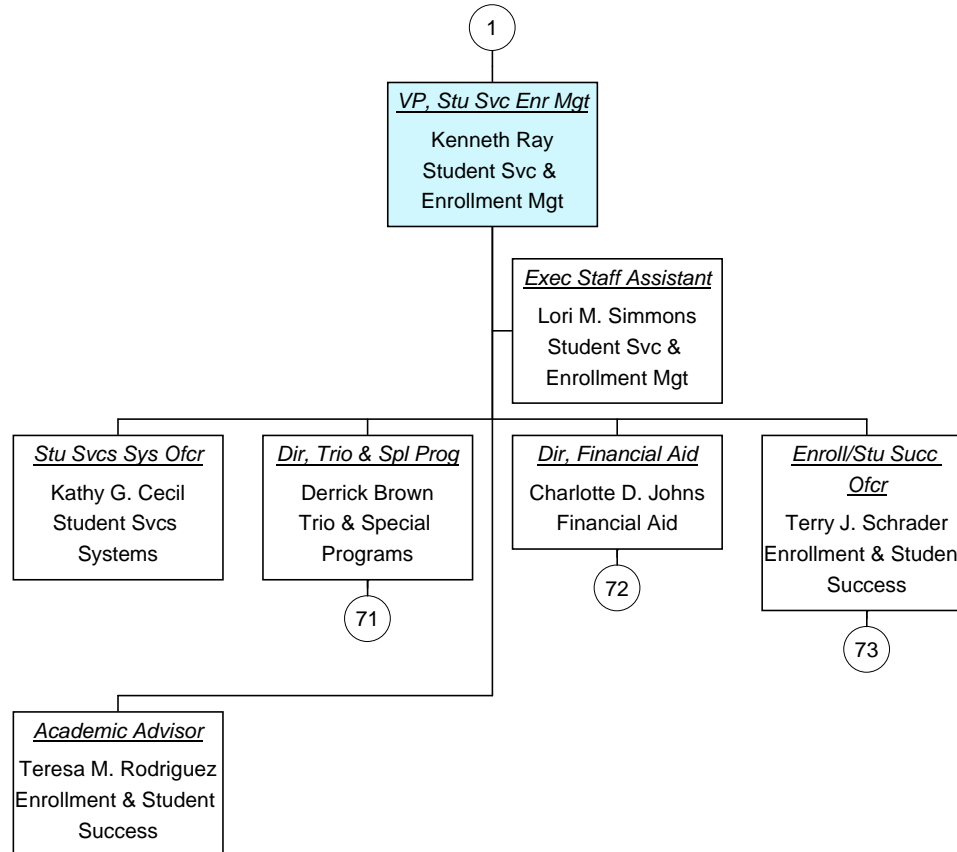 1
VP, Stu Svc Enr Mgt
Kenneth Ray
Student Svc &
Enrollment Mgt
Exec Staff Assistant
Lori M. Simmons
Student Svc &
Enrollment Mgt
Stu Svcs Sys Ofcr
Kathy G. Cecil
Student Svcs
Systems
Dir, Trio & Spl Prog
Derrick Brown
Trio & Special
Programs
71
Dir, Financial Aid
Charlotte D. Johns
Financial Aid
72
Enroll/Stu Succ
Ofcr
Terry J. Schrader
Enrollment & Studen
Success
73
Academic Advisor
Teresa M. Rodriguez
Enrollment & Student
Success